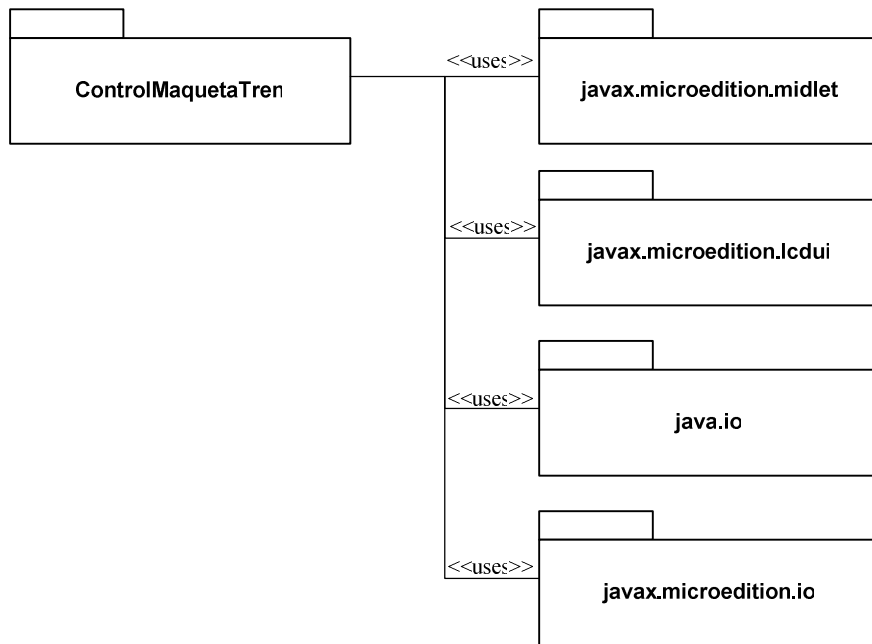 ControlMaquetaTren
<<uses>>
javax.microedition.midlet
<<uses>>
javax.microedition.lcdui
<<uses>>
java.io
<<uses>>
javax.microedition.io